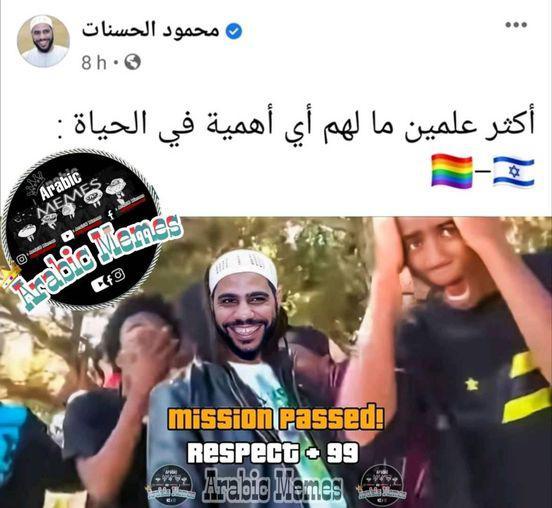 محمود الحسنات
8 h
أكثر علمين ما لهم أي أهمية في الحياة :
🏳️‍🌈–🇮🇱
Arabic
MEMES
Arabic Memes
mission passed!
Respect + 99
Arabic Memes